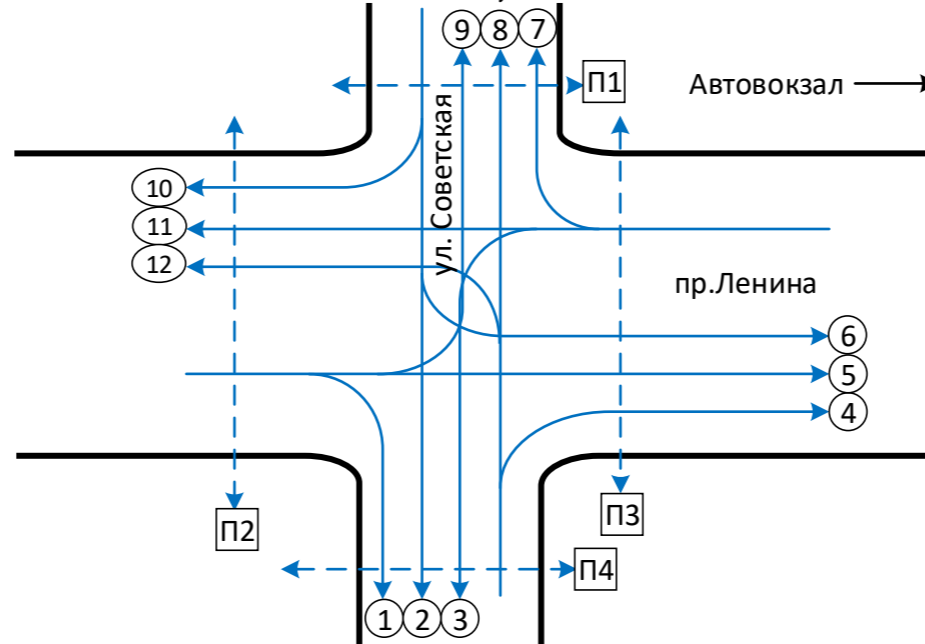 9 8 7
П1
Автовокзал
ул. Советская
10
11
12
пр.Ленина
6
5
4
П2
П3
П4
1 2 3